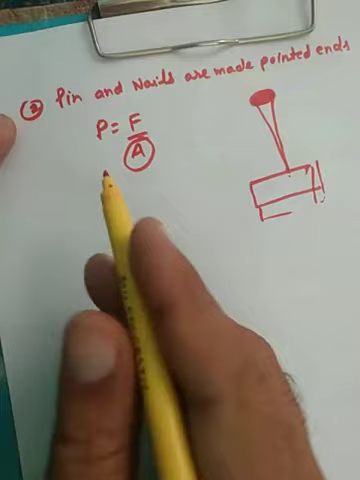 ② Pin and Nails are made pointed ends
P = F
A